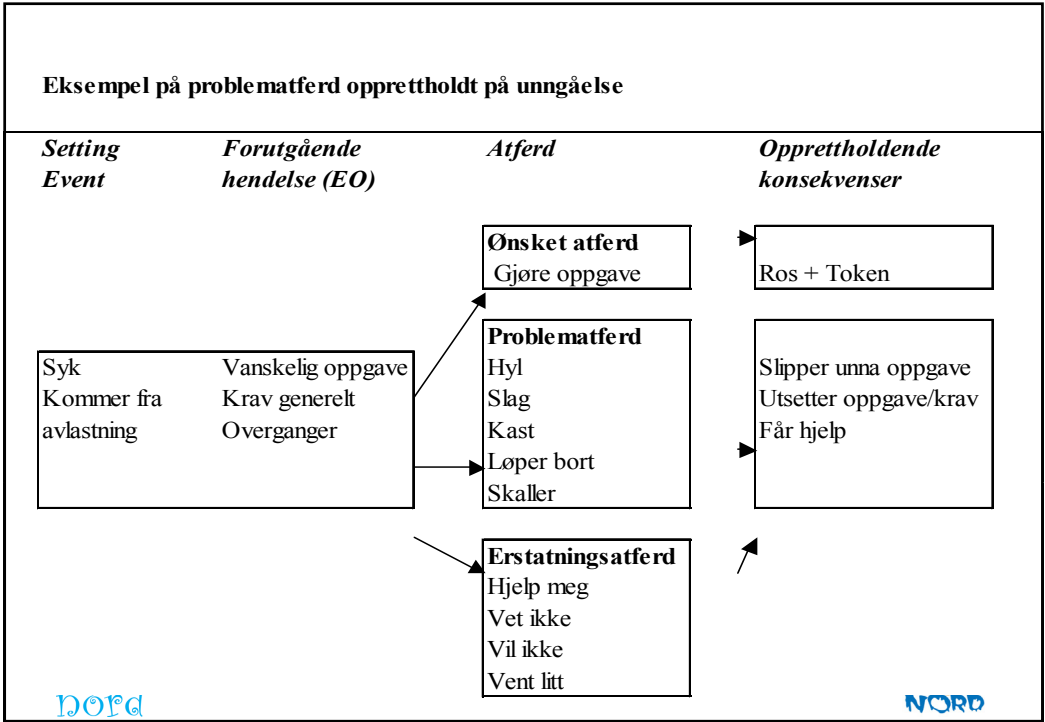 Eksempel på problematferd opprettholdt på unngåelse
Setting Event
Forutgående hendelse (EO)
Atferd
Opprettholdende konsekvenser
Syk
Kommer fra
avlastning
Vanskelig oppgave
Krav generelt
Overganger
Ønsket atferd
Gjøre oppgave
Ros + Token
Problematferd
Hyl
Slag
Kast
Løper bort
Skaller
Slipper unna oppgave
Utsetter oppgave/krav
Får hjelp
Erstatningsatferd
Hjelp meg
Vet ikke
Vil ikke
Vent litt
nord
NORD